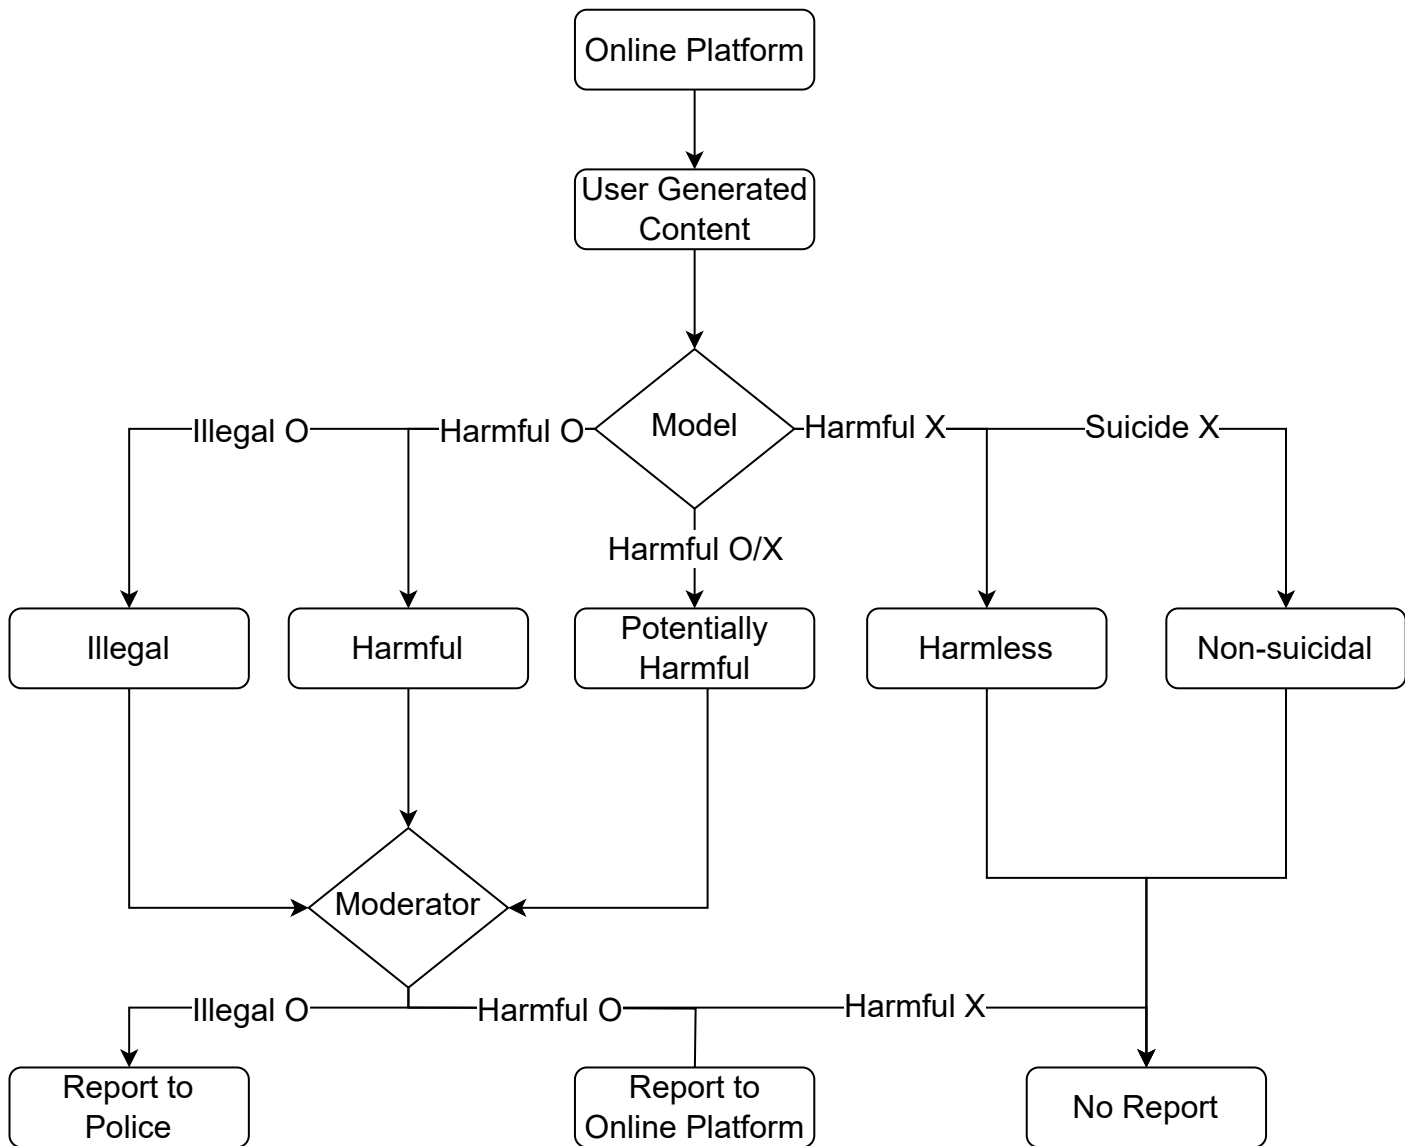 Online Platform
User Generated
Content
Model
Illegal O
Harmful O
Harmful X
Suicide X
Harmful O/X
Illegal
Harmful
Potentially
Harmful
Harmless
Non-suicidal
Moderator
Illegal O
Harmful O
Harmful X
Report to
Police
Report to
Online Platform
No Report